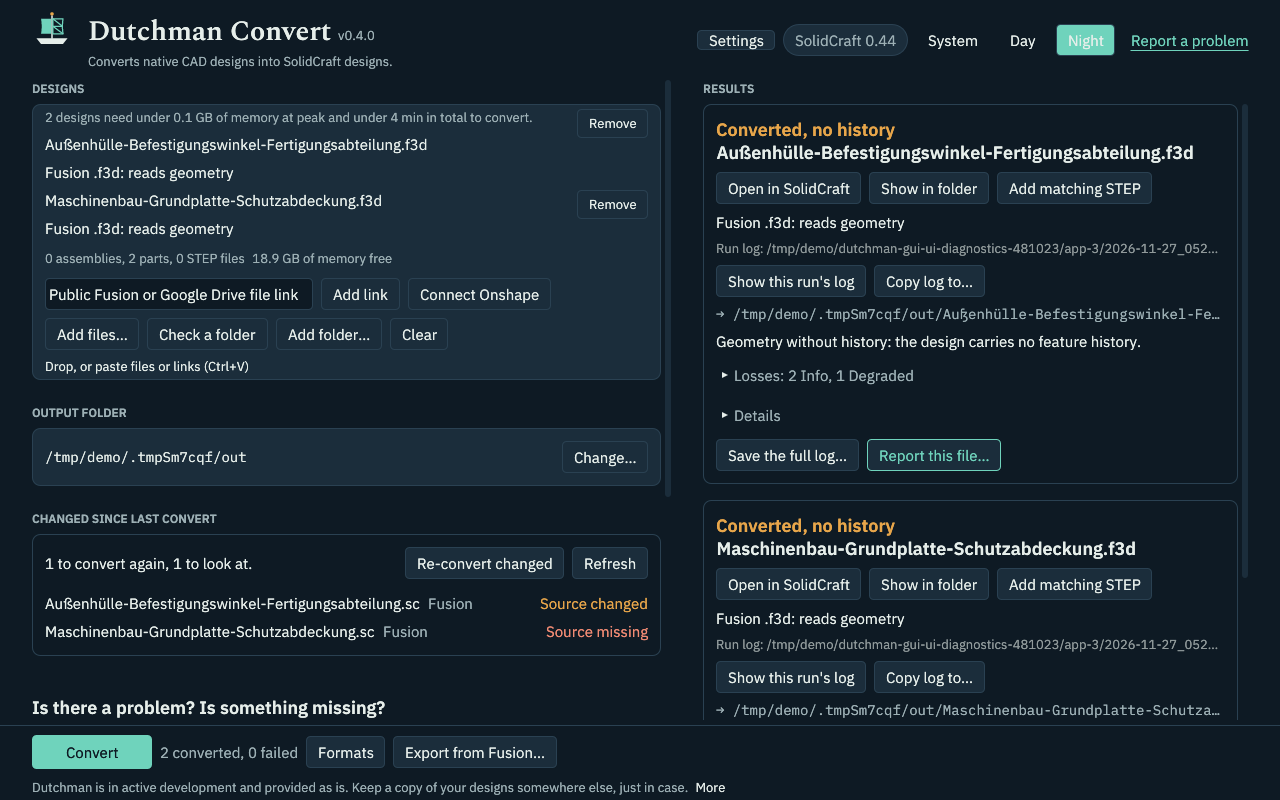 Dutchman Convert v0.4.0
Converts native CAD designs into SolidCraft designs.
Settings
SolidCraft 0.44
System
Day
Night
Report a problem
DESIGNS
2 designs need under 0.1 GB of memory at peak and under 4 min in total to convert.
Remove
Außenhülle-Befestigungswinkel-Fertigungsabteilung.f3d
Fusion .f3d: reads geometry
Maschinenbau-Grundplatte-Schutzabdeckung.f3d
Remove
Fusion .f3d: reads geometry
0 assemblies, 2 parts, 0 STEP files 18.9 GB of memory free
Public Fusion or Google Drive file link
Add link
Connect Onshape
Add files...
Check a folder
Add folder...
Clear
Drop, or paste files or links (Ctrl+V)
OUTPUT FOLDER
/tmp/demo/.tmpSm7cqf/out
Change...
CHANGED SINCE LAST CONVERT
1 to convert again, 1 to look at.
Re-convert changed
Refresh
Außenhülle-Befestigungswinkel-Fertigungsabteilung.sc Fusion Source changed
Maschinenbau-Grundplatte-Schutzabdeckung.sc Fusion Source missing
Is there a problem? Is something missing?
RESULTS
Converted, no history
Außenhülle-Befestigungswinkel-Fertigungsabteilung.f3d
Open in SolidCraft
Show in folder
Add matching STEP
Fusion .f3d: reads geometry
Run log: /tmp/demo/dutchman-gui-ui-diagnostics-481023/app-3/2026-11-27_052...
Show this run's log
Copy log to...
→ /tmp/demo/.tmpSm7cqf/out/Außenhülle-Befestigungswinkel-Fe...
Geometry without history: the design carries no feature history.
Losses: 2 Info, 1 Degraded
Details
Save the full log...
Report this file...
Converted, no history
Maschinenbau-Grundplatte-Schutzabdeckung.f3d
Open in SolidCraft
Show in folder
Add matching STEP
Fusion .f3d: reads geometry
Run log: /tmp/demo/dutchman-gui-ui-diagnostics-481023/app-3/2026-11-27_052...
Show this run's log
Copy log to...
→ /tmp/demo/.tmpSm7cqf/out/Maschinenbau-Grundplatte-Schutza...
Convert
2 converted, 0 failed
Formats
Export from Fusion...
Dutchman is in active development and provided as is. Keep a copy of your designs somewhere else, just in case. More